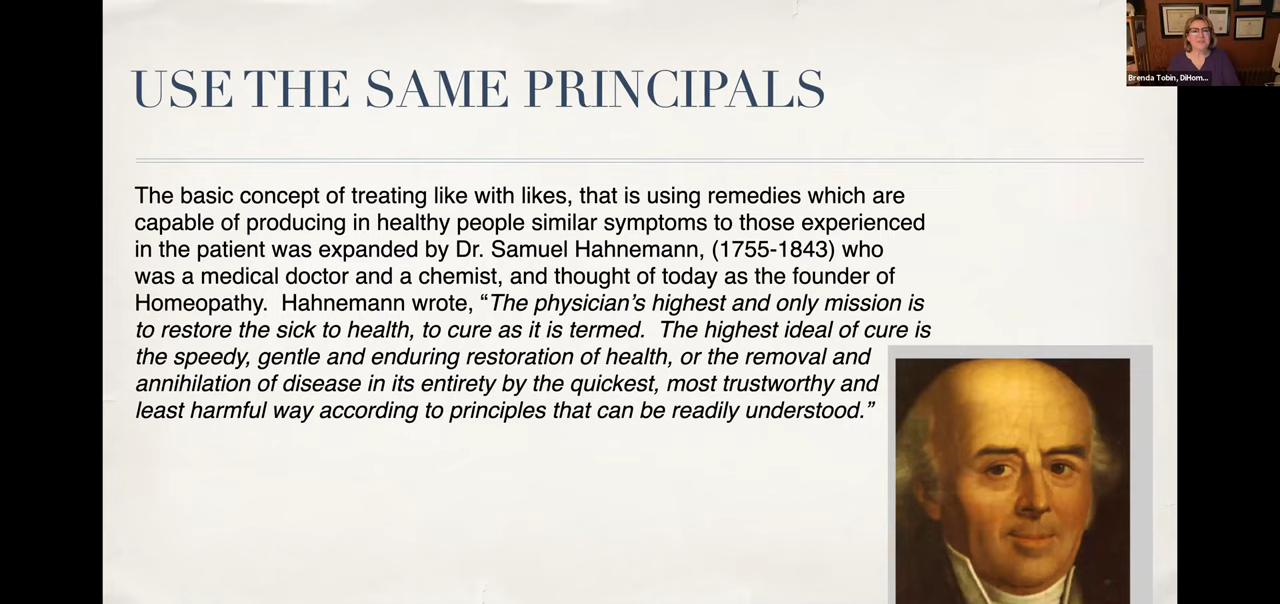 USE THE SAME PRINCIPALS
Brenda Tobin, DiHom...
The basic concept of treating like with likes, that is using remedies which are
capable of producing in healthy people similar symptoms to those experienced
in the patient was expanded by Dr. Samuel Hahnemann, (1755-1843) who
was a medical doctor and a chemist, and thought of today as the founder of
Homeopathy.  Hahnemann wrote, “The physician’s highest and only mission is
to restore the sick to health, to cure as it is termed.  The highest ideal of cure is
the speedy, gentle and enduring restoration of health, or the removal and
annihilation of disease in its entirety by the quickest, most trustworthy and
least harmful way according to principles that can be readily understood.”